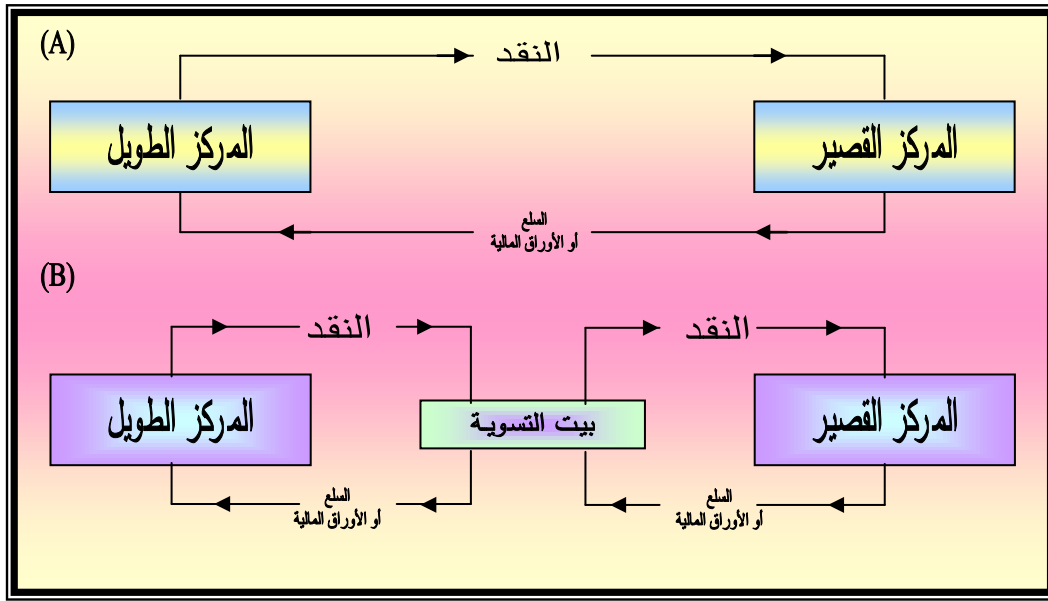 (A)
النقد
المركز الطويل
المركز القصير
السلع
أو الأوراق المالية
(B)
النقد
النقد
المركز الطويل
بيت التسوية
المركز القصير
السلع
أو الأوراق المالية
السلع
أو الأوراق المالية